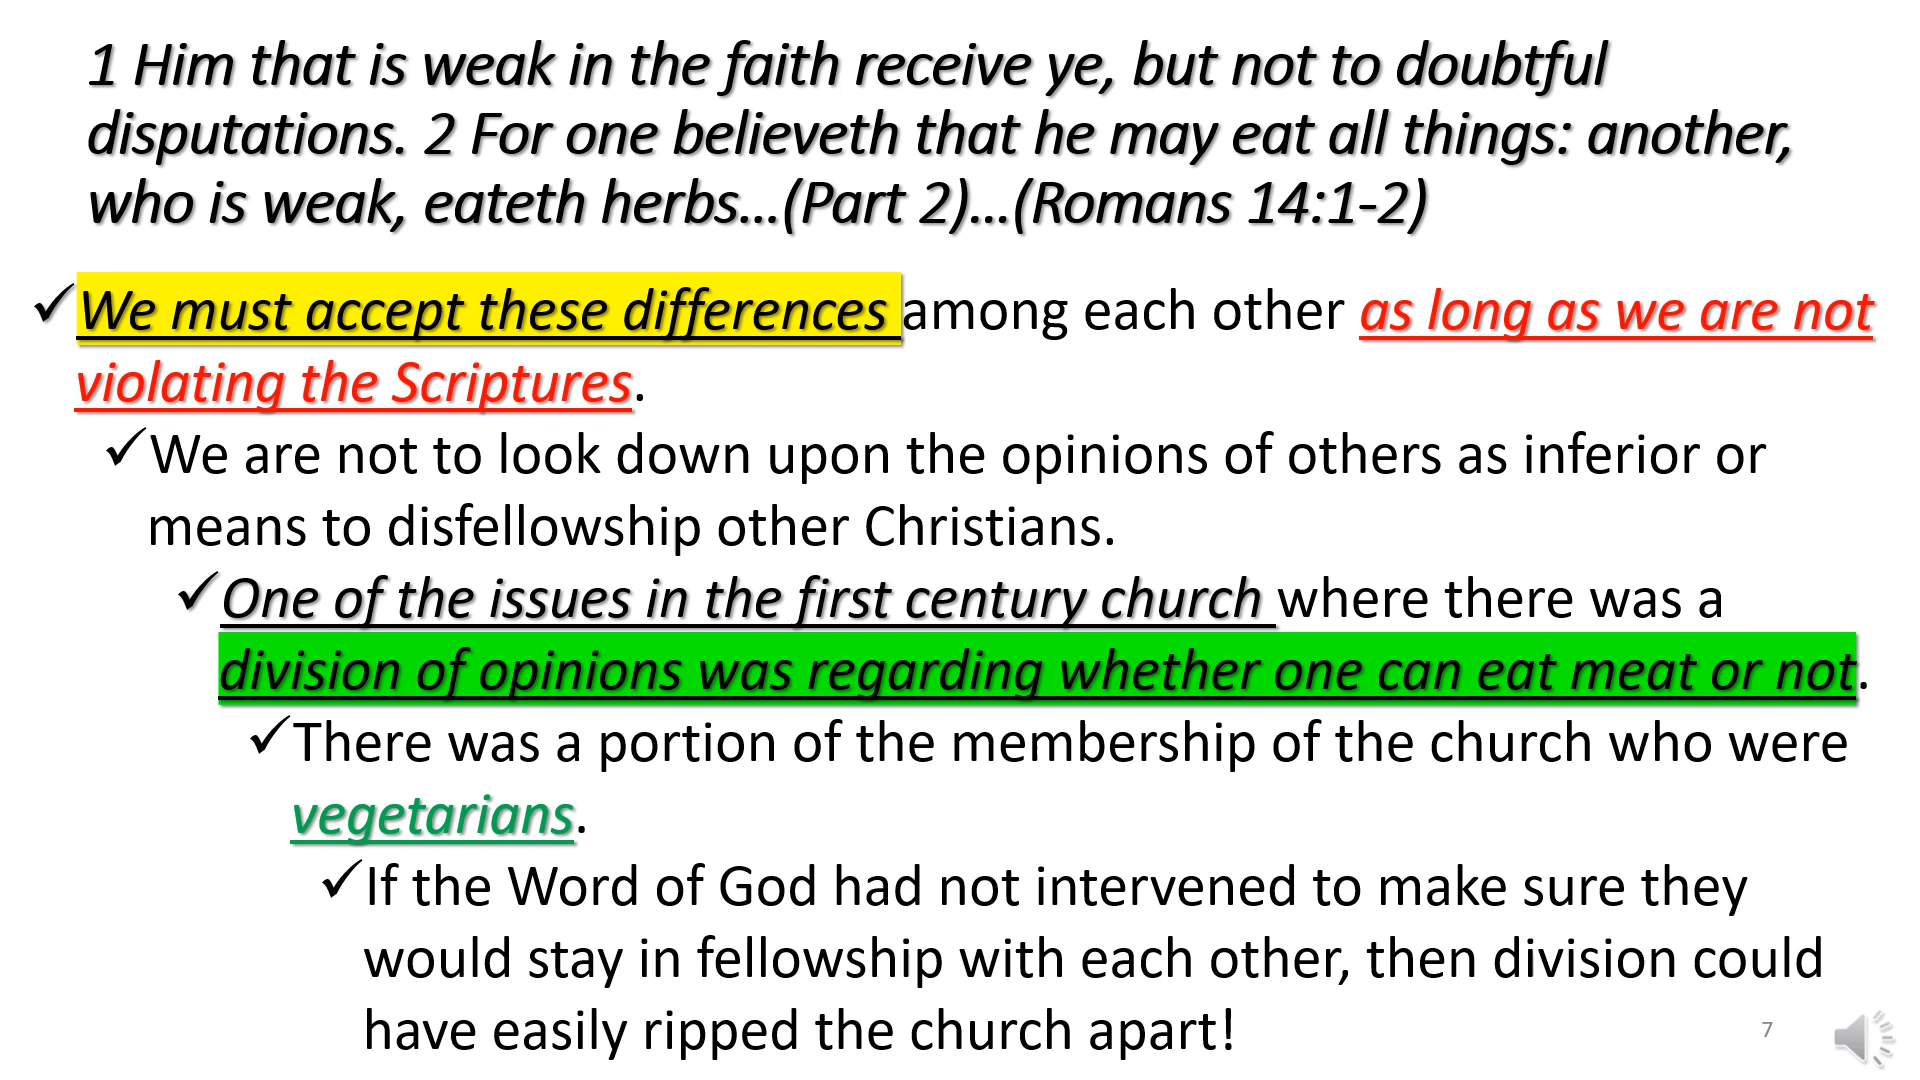 1 Him that is weak in the faith receive ye, but not to doubtful
disputations. 2 For one believeth that he may eat all things: another,
who is weak, eateth herbs…(Part 2)…(Romans 14:1-2)
✓We must accept these differences among each other as long as we are not
violating the Scriptures.
✓We are not to look down upon the opinions of others as inferior or
means to disfellowship other Christians.
✓One of the issues in the first century church where there was a
division of opinions was regarding whether one can eat meat or not.
✓There was a portion of the membership of the church who were
vegetarians.
✓If the Word of God had not intervened to make sure they
would stay in fellowship with each other, then division could
have easily ripped the church apart!
7